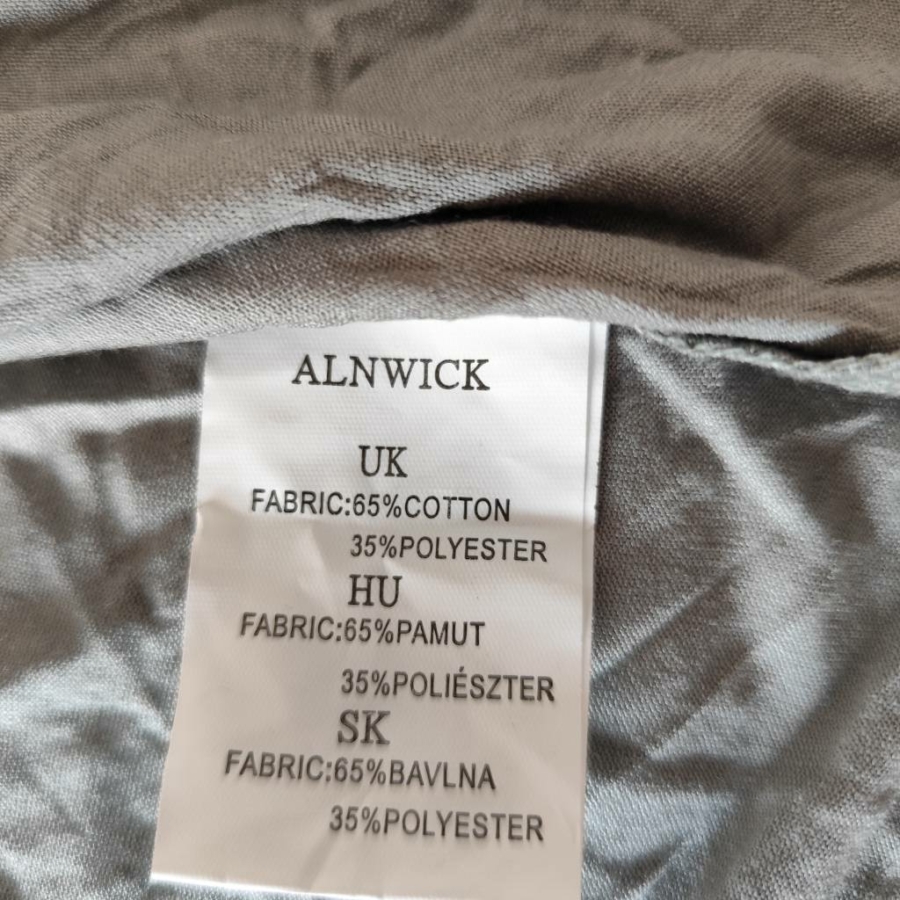 ALNWICK
UK
FABRIC:65%COTTON
35%POLYESTER
HU
FABRIC:65%PAMUT
35%POLIÉSZTER
SK
FABRIC:65%BAVLNA
35%POLYESTER